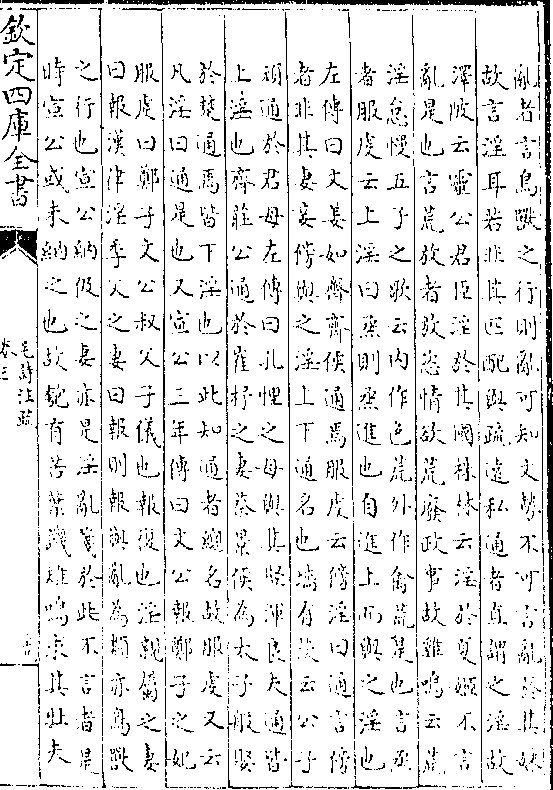 亂者言鳥獸之行則亂可知文勢不可言亂於其妹
故言淫耳若非其匹配與疏遠私通者直謂之淫故
澤陂云靈公君臣淫於其國株林云淫於夏姬不言
亂是也言荒放者放恣情欲荒廢政事故雞鳴云荒
淫怠慢五子之歌云内作色荒外作禽荒是也言烝
者服虔云上淫曰烝則烝進也自進上而與之淫也
左傳曰文姜如齊齊侯通焉服虔云傍淫曰通言傍
者非其妻妾傍與之淫上下通名也墻有茨云公子
頑通於君母左傳曰孔悝之母與其豎渾良夫通皆
上淫也齊莊公通於崔杼之妻蔡景侯為太子般娶
於楚通焉皆下淫也以此知通者總名故服虔又云
凡淫曰通是也又宣公三年傳曰文公報鄭子之妃
服虔曰鄭子文公叔父子儀也報復也淫親屬之妻
曰報漢律淫季父之妻曰報則報與亂為類亦鳥獸
之行也宣公納伋之妻亦是淫亂箋於此不言者是
時宣公或未納之也故匏有苦葉譏雉鳴求其牡夫
欽定四庫全書
毛詩注疏
卷三